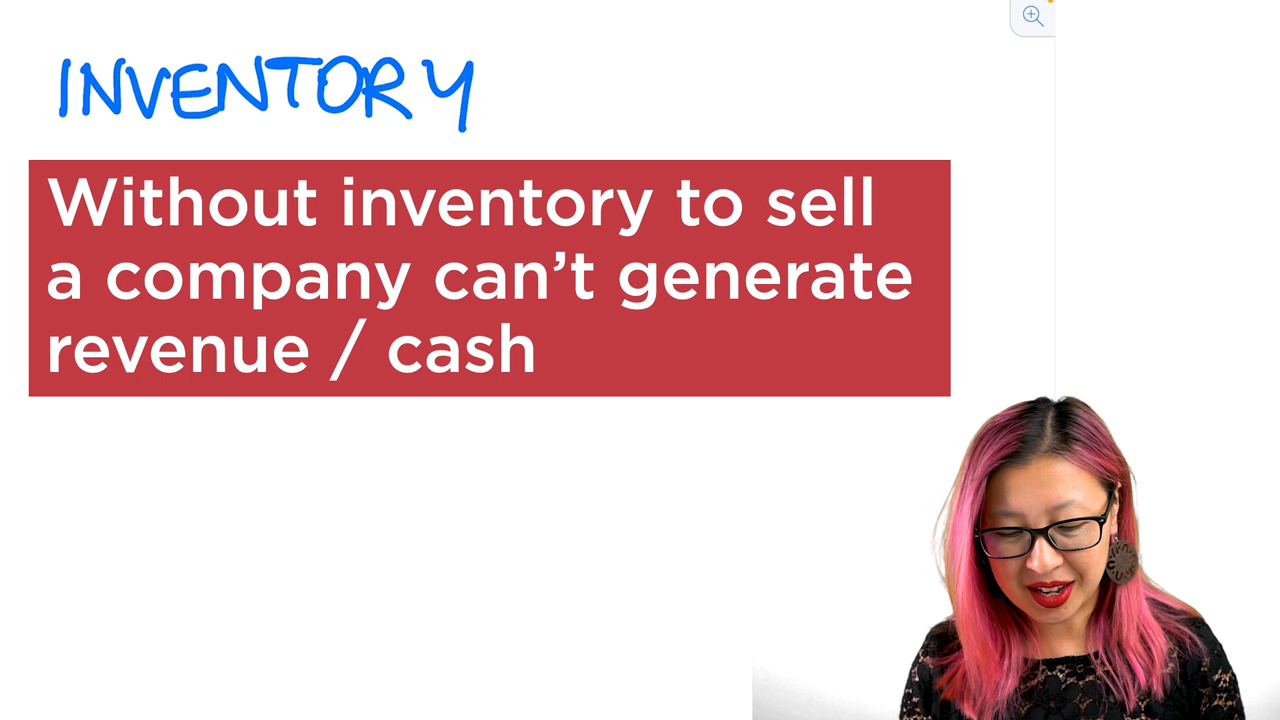 INVENTORY
Without inventory to sell
a company can’t generate
revenue / cash